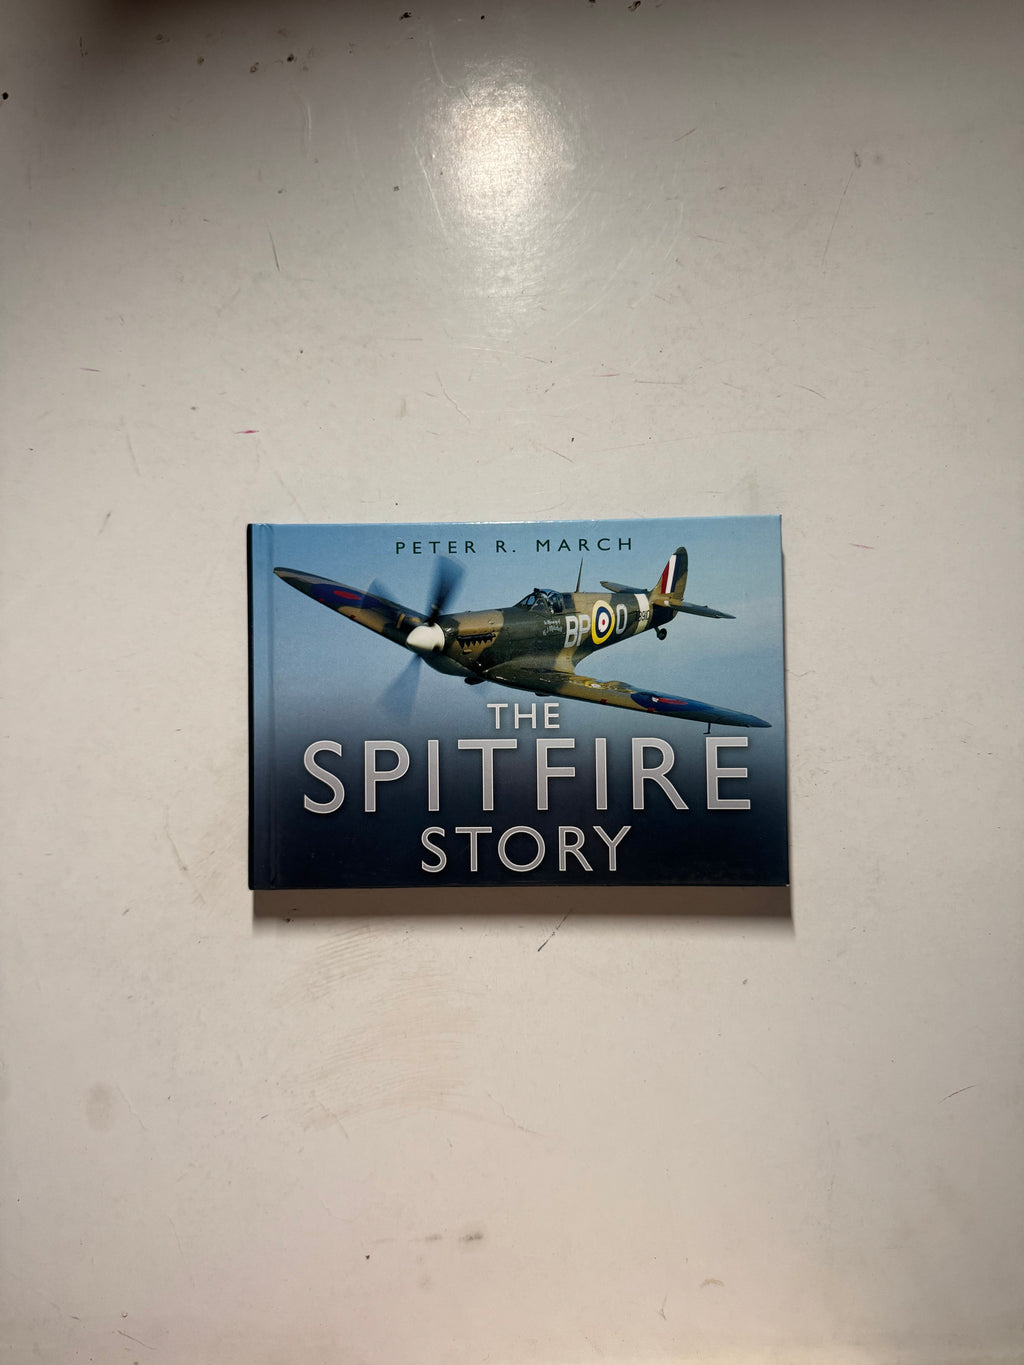 PETER R. MARCH
BP O
THE
SPITFIRE
STORY